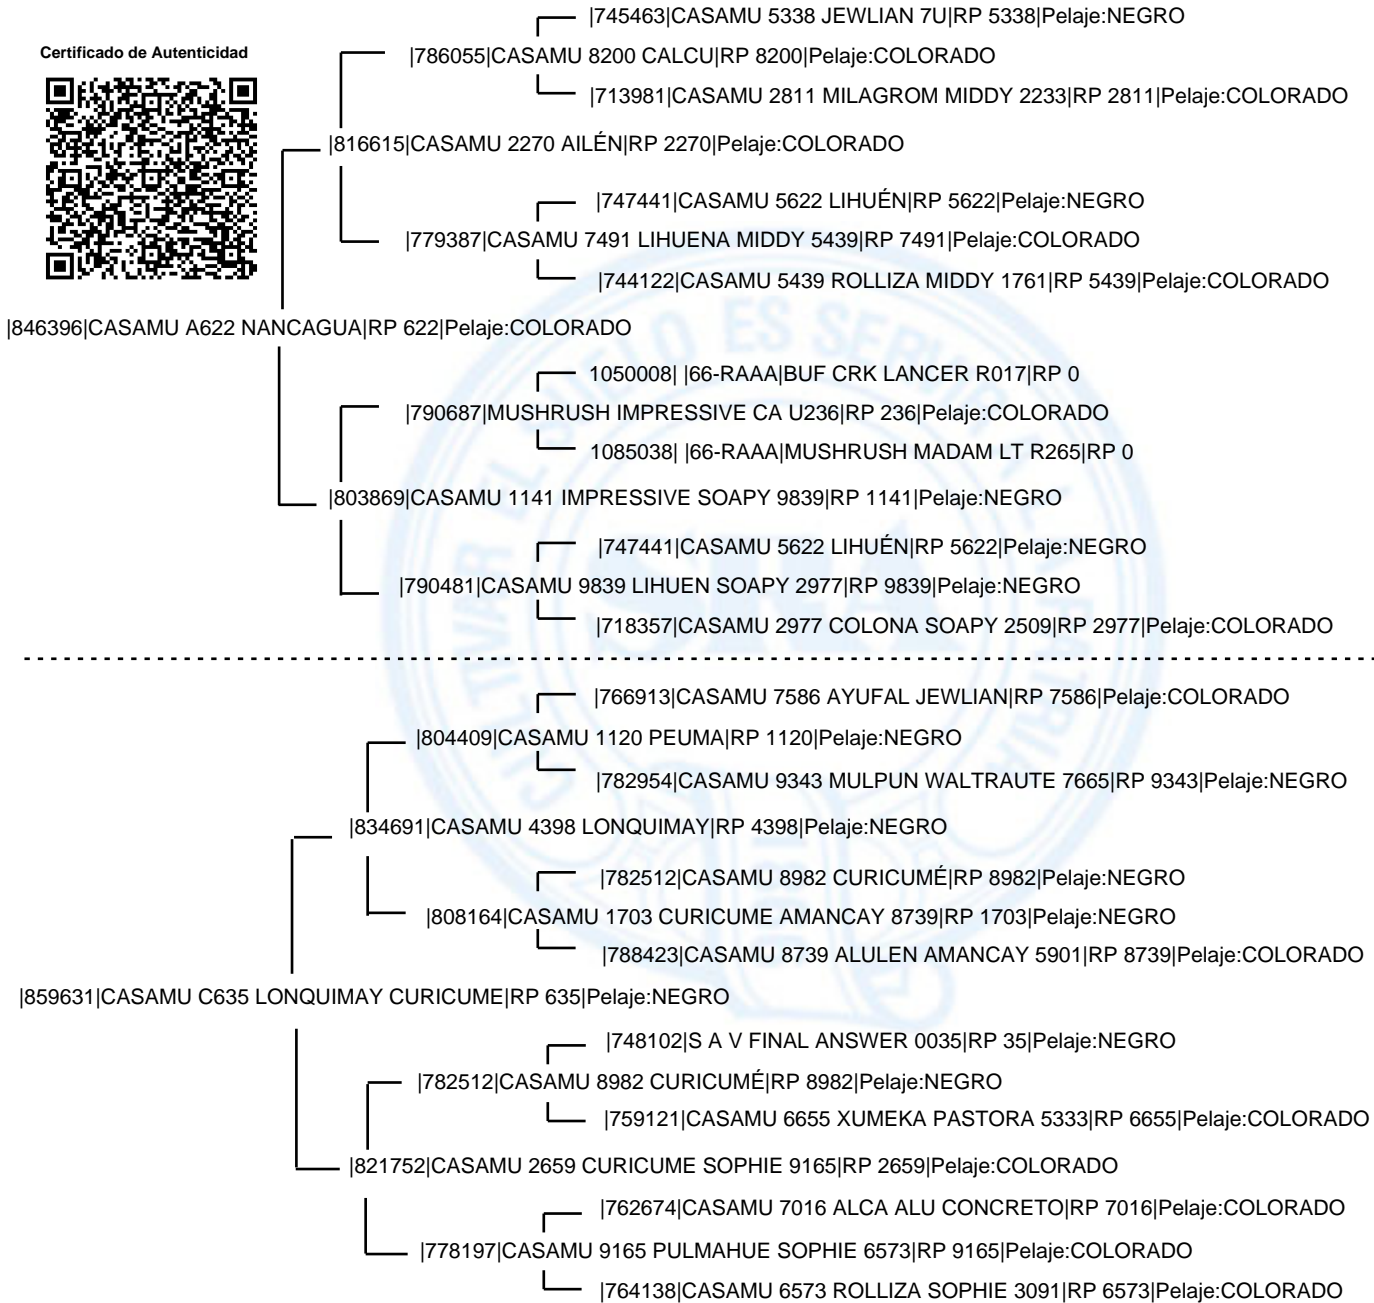 |745463|CASAMU 5338 JEWLIAN 7U|RP 5338|Pelaje:NEGRO
Certificado de Autenticidad
|786055|CASAMU 8200 CALCU|RP 8200|Pelaje:COLORADO
|713981|CASAMU 2811 MILAGROM MIDDY 2233|RP 2811|Pelaje:COLORADO
|816615|CASAMU 2270 AILÉN|RP 2270|Pelaje:COLORADO
|747441|CASAMU 5622 LIHUÉN|RP 5622|Pelaje:NEGRO
|779387|CASAMU 7491 LIHUENA MIDDY 5439|RP 7491|Pelaje:COLORADO
|744122|CASAMU 5439 ROLLIZA MIDDY 1761|RP 5439|Pelaje:COLORADO
|846396|CASAMU A622 NANCAGUA|RP 622|Pelaje:COLORADO
1050008| |66-RAAA|BUF CRK LANCER R017|RP 0
|790687|MUSHRUSH IMPRESSIVE CA U236|RP 236|Pelaje:COLORADO
1085038| |66-RAAA|MUSHRUSH MADAM LT R265|RP 0
|803869|CASAMU 1141 IMPRESSIVE SOAPY 9839|RP 1141|Pelaje:NEGRO
|747441|CASAMU 5622 LIHUÉN|RP 5622|Pelaje:NEGRO
|790481|CASAMU 9839 LIHUEN SOAPY 2977|RP 9839|Pelaje:NEGRO
|718357|CASAMU 2977 COLONA SOAPY 2509|RP 2977|Pelaje:COLORADO
|766913|CASAMU 7586 AYUFAL JEWLIAN|RP 7586|Pelaje:COLORADO
|804409|CASAMU 1120 PEUMA|RP 1120|Pelaje:NEGRO
|782954|CASAMU 9343 MULPUN WALTRAUTE 7665|RP 9343|Pelaje:NEGRO
|834691|CASAMU 4398 LONQUIMAY|RP 4398|Pelaje:NEGRO
|782512|CASAMU 8982 CURICUMÉ|RP 8982|Pelaje:NEGRO
|808164|CASAMU 1703 CURICUME AMANCAY 8739|RP 1703|Pelaje:NEGRO
|788423|CASAMU 8739 ALULEN AMANCAY 5901|RP 8739|Pelaje:COLORADO
|859631|CASAMU C635 LONQUIMAY CURICUME|RP 635|Pelaje:NEGRO
|748102|S A V FINAL ANSWER 0035|RP 35|Pelaje:NEGRO
|782512|CASAMU 8982 CURICUMÉ|RP 8982|Pelaje:NEGRO
|759121|CASAMU 6655 XUMEKA PASTORA 5333|RP 6655|Pelaje:COLORADO
|821752|CASAMU 2659 CURICUME SOPHIE 9165|RP 2659|Pelaje:COLORADO
|762674|CASAMU 7016 ALCA ALU CONCRETO|RP 7016|Pelaje:COLORADO
|778197|CASAMU 9165 PULMAHUE SOPHIE 6573|RP 9165|Pelaje:COLORADO
|764138|CASAMU 6573 ROLLIZA SOPHIE 3091|RP 6573|Pelaje:COLORADO
CULTIVAR EL SUELO ES SERVIR A LA PATRIA
SRA
1866